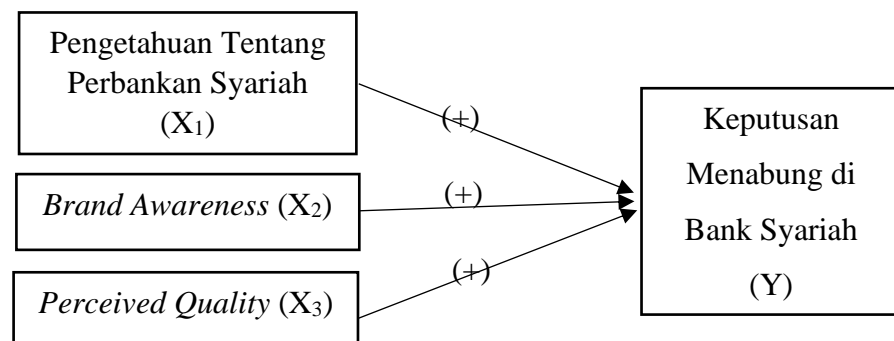 Pengetahuan Tentang
Perbankan Syariah
(X₁)
(+)
Brand Awareness (X₂)
(+)
Perceived Quality (X₃)
(+)
Keputusan
Menabung di
Bank Syariah
(Y)